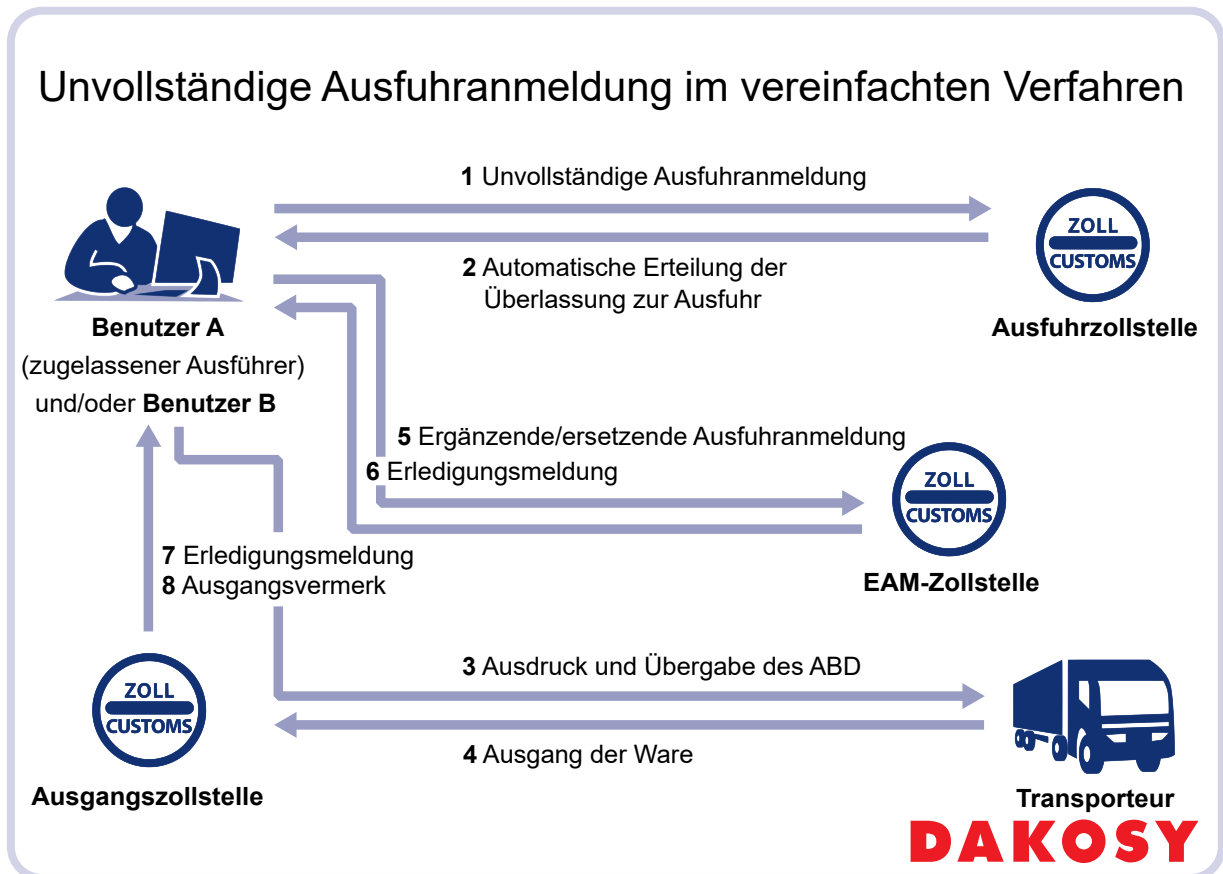 Unvollständige Ausfuhranmeldung im vereinfachten Verfahren
1 Unvollständige Ausfuhranmeldung
ZOLL
CUSTOMS
2 Automatische Erteilung der
Überlassung zur Ausfuhr
Ausfuhrzollstelle
Benutzer A
(zugelassener Ausführer)
und/oder Benutzer B
5 Ergänzende/ersetzende Ausfuhranmeldung
6 Erledigungsmeldung
ZOLL
CUSTOMS
EAM-Zollstelle
7 Erledigungsmeldung
8 Ausgangsvermerk
3 Ausdruck und Übergabe des ABD
ZOLL
CUSTOMS
4 Ausgang der Ware
Ausgangszollstelle
Transporteur
DAKOSY